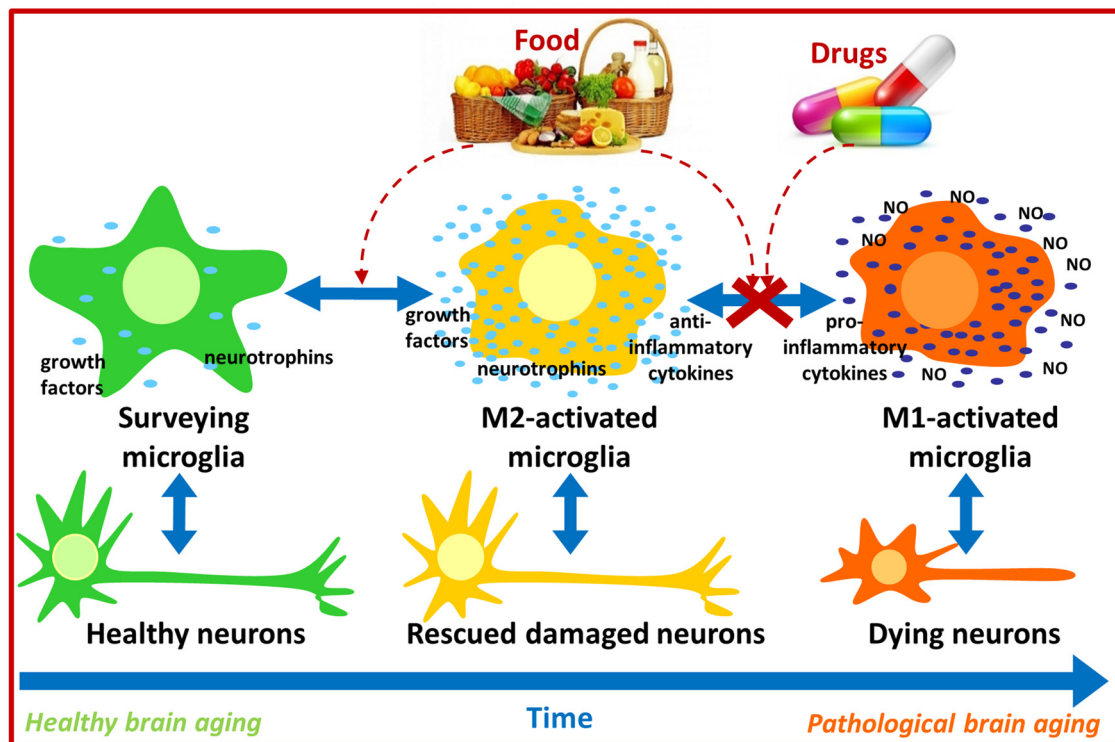 Food
Drugs
growth
factors
neurotrophins
growth
factors
neurotrophins
anti-
inflammatory
cytokines
pro-
inflammatory
cytokines
NO
NO
NO
NO
NO
NO
NO
NO
NO
NO
Surveying
microglia
M2-activated
microglia
M1-activated
microglia
Healthy neurons
Rescued damaged neurons
Dying neurons
Healthy brain aging
Time
Pathological brain aging